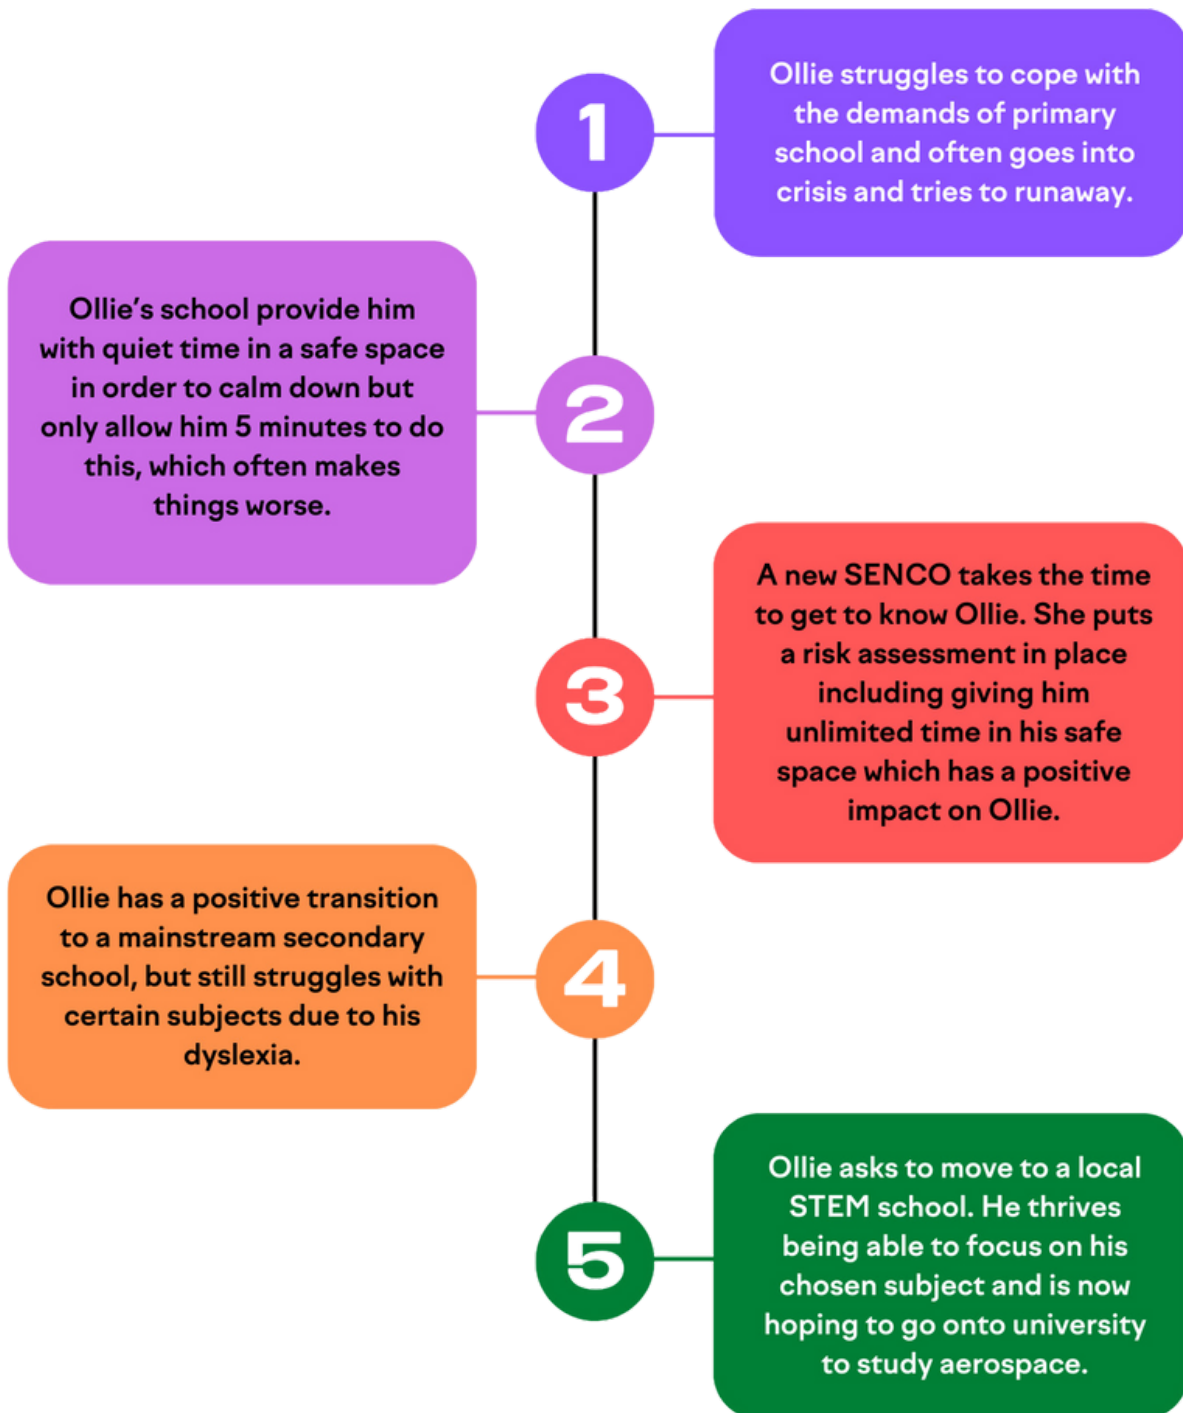 1
Ollie struggles to cope with
the demands of primary
school and often goes into
crisis and tries to runaway.
2
Ollie’s school provide him
with quiet time in a safe space
in order to calm down but
only allow him 5 minutes to do
this, which often makes
things worse.
3
A new SENCO takes the time
to get to know Ollie. She puts
a risk assessment in place
including giving him
unlimited time in his safe
space which has a positive
impact on Ollie.
4
Ollie has a positive transition
to a mainstream secondary
school, but still struggles with
certain subjects due to his
dyslexia.
5
Ollie asks to move to a local
STEM school. He thrives
being able to focus on his
chosen subject and is now
hoping to go onto university
to study aerospace.